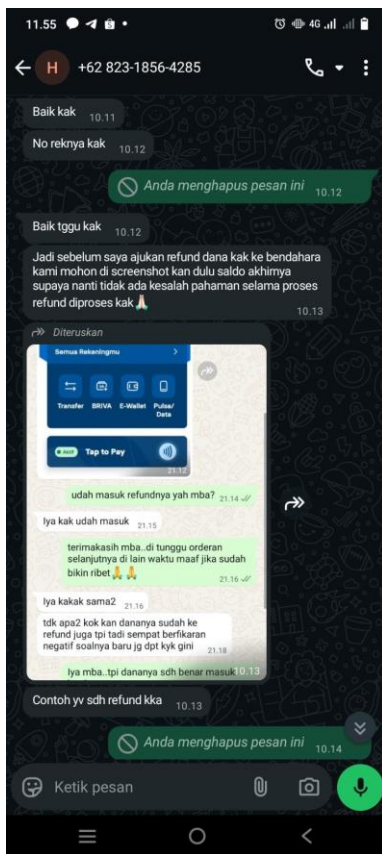 11.55
4G
H +62 823-1856-4285
Baik kak 10.11
No reknya kak 10.12
Anda menghapus pesan ini 10.12
Baik tggu kak 10.12
Jadi sebelum saya ajukan refund dana kak ke bendahara
kami mohon di screenshot kan dulu saldo akhirnya
supaya nanti tidak ada kesalah pahaman selama proses
refund diproses kak🙏🏻
10.13
Diteruskan
Semua Rekeningmu
Transfer BRIVA E-Wallet Pulsa/
Data
Aktif Tap to Pay
21.12
udah masuk refundnya yah mba? 21.14
Iya kak udah masuk 21.15
terimakasih mba..di tunggu orderan
selanjutnya di lain waktu maaf jika sudah
bikin ribet🙏🙏
21.16
Iya kakak sama2 21.16
tdk apa2 kok kan dananya sudah ke
refund juga tpi tadi sempat berfikaran
negatif soalnya baru jg dpt kyk gini 21.18
Iya mba..tpi dananya sdh benar masuk 10.13
Contoh yv sdh refund kka 10.13
Anda menghapus pesan ini 10.14
Ketik pesan